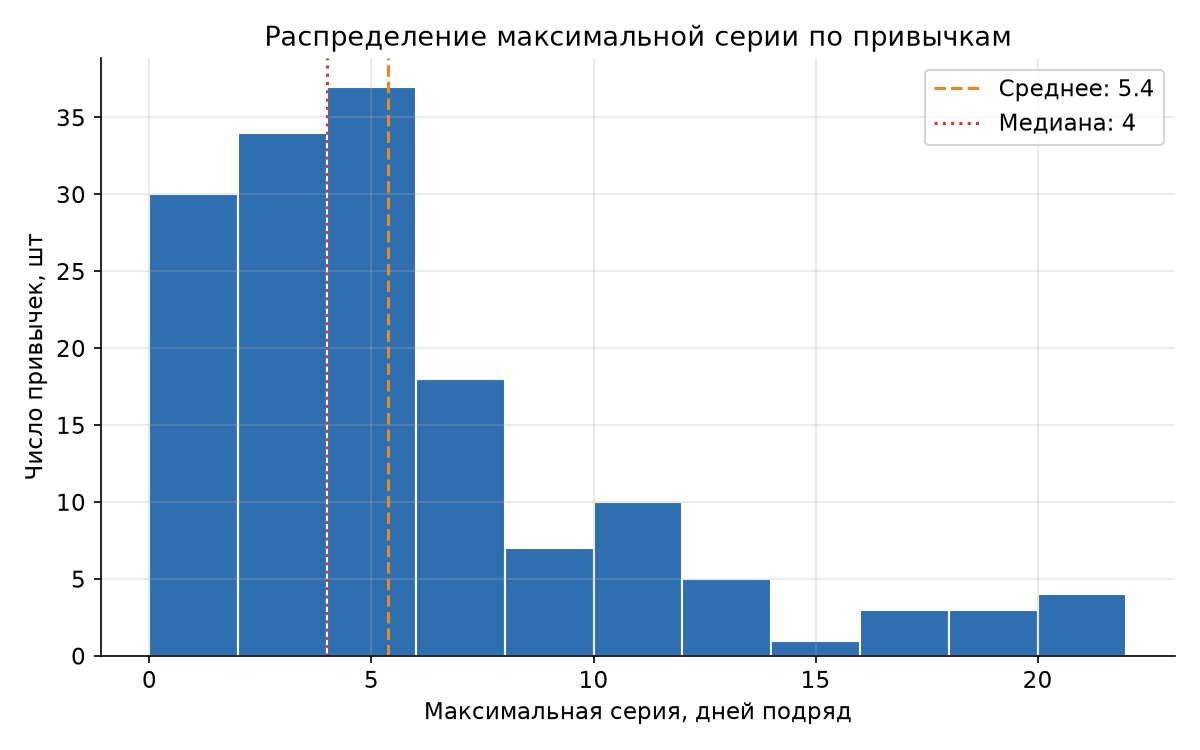 Распределение максимальной серии по привычкам
Среднее: 5.4
Медиана: 4
Число привычек, шт
35
30
25
20
15
10
5
0
0 5 10 15 20
Максимальная серия, дней подряд